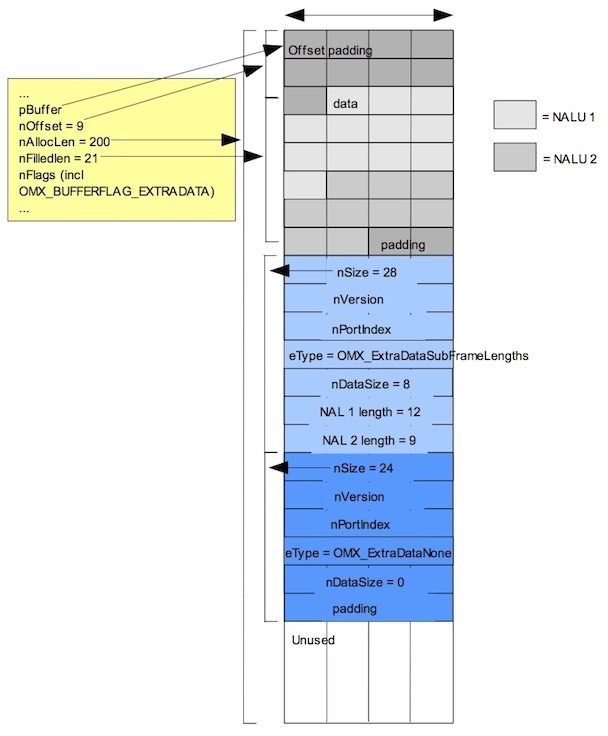 Offset padding
...
pBuffer
nOffset = 9
nAllocLen = 200
nFilledlen = 21
nFlags (incl
OMX_BUFFERFLAG_EXTRADATA)
...
data
= NALU 1
= NALU 2
padding
nSize = 28
nVersion
nPortIndex
eType = OMX_ExtraDataSubFrameLengths
nDataSize = 8
NAL 1 length = 12
NAL 2 length = 9
nSize = 24
nVersion
nPortIndex
eType = OMX_ExtraDataNone
nDataSize = 0
padding
Unused